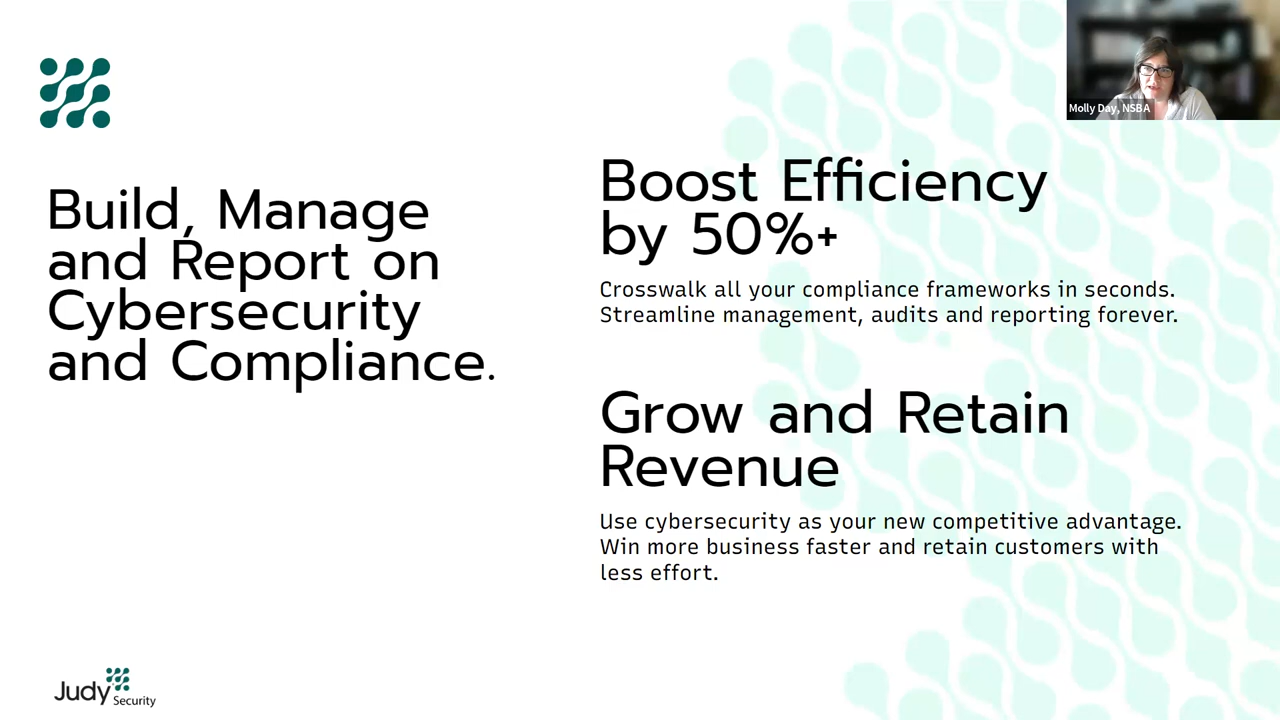 Molly Day, NSBA
Build, Manage
and Report on
Cybersecurity
and Compliance.
Boost Efficiency
by 50%+
Crosswalk all your compliance frameworks in seconds.
Streamline management, audits and reporting forever.
Grow and Retain
Revenue
Use cybersecurity as your new competitive advantage.
Win more business faster and retain customers with
less effort.
Judy Security